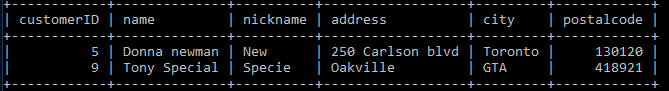 | customerID | name | nickname | address | city | postalcode |
| 5 | Donna newman | New | 250 Carlson blvd | Toronto | 130120 |
| 9 | Tony Special | Specie | Oakville | GTA | 418921 |